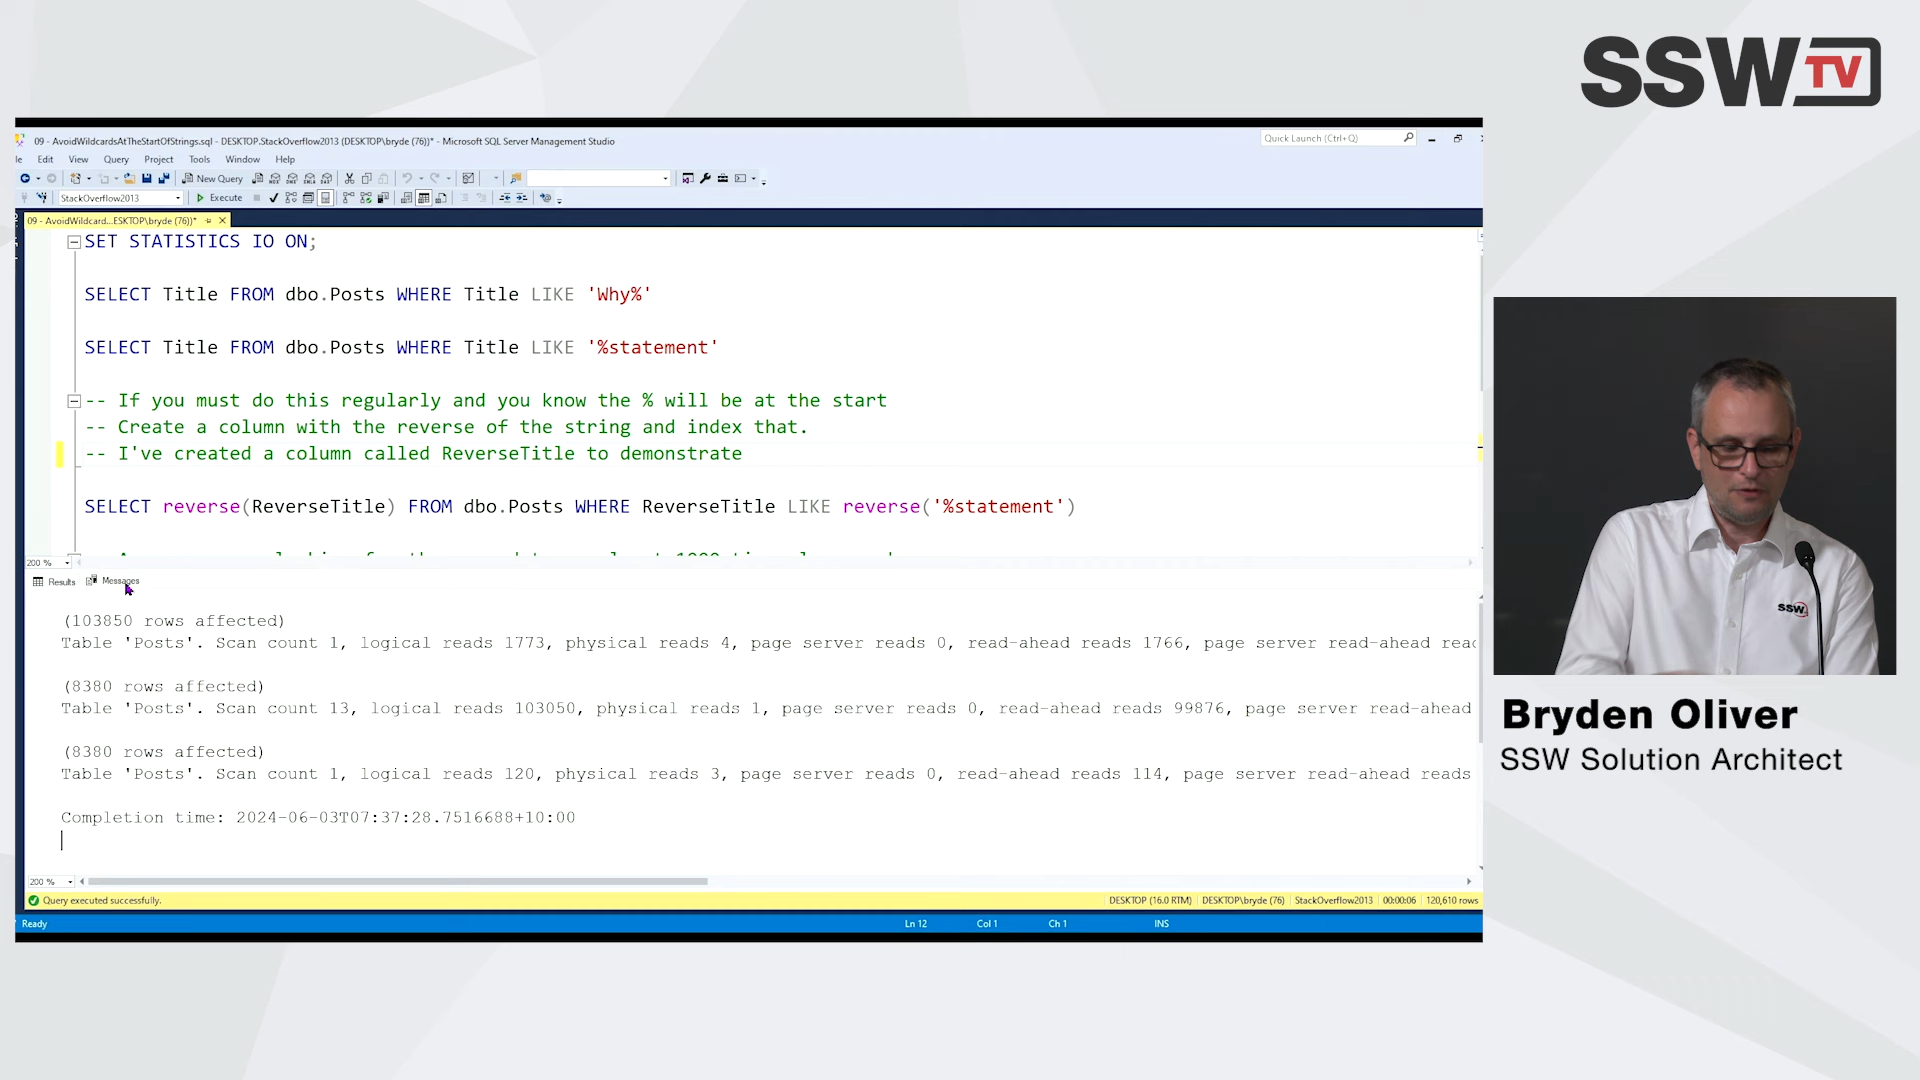 SSW TV
09 - AvoidWildcardsAtTheStartOfStrings.sql - DESKTOP.StackOverflow2013 (DESKTOP\bryde (76))* - Microsoft SQL Server Management Studio
Quick Launch (Ctrl+Q)
le Edit View Query Project Tools Window Help
New Query
StackOverflow2013 Execute
09 - AvoidWildcard...ESKTOP\bryde (76))*
SET STATISTICS IO ON;
SELECT Title FROM dbo.Posts WHERE Title LIKE 'Why%'
SELECT Title FROM dbo.Posts WHERE Title LIKE '%statement'
-- If you must do this regularly and you know the % will be at the start
-- Create a column with the reverse of the string and index that.
-- I've created a column called ReverseTitle to demonstrate
SELECT reverse(ReverseTitle) FROM dbo.Posts WHERE ReverseTitle LIKE reverse('%statement')
200 %
Results Messages
(103850 rows affected)
Table 'Posts'. Scan count 1, logical reads 1773, physical reads 4, page server reads 0, read-ahead reads 1766, page server read-ahead reac
(8380 rows affected)
Table 'Posts'. Scan count 13, logical reads 103050, physical reads 1, page server reads 0, read-ahead reads 99876, page server read-ahead
(8380 rows affected)
Table 'Posts'. Scan count 1, logical reads 120, physical reads 3, page server reads 0, read-ahead reads 114, page server read-ahead reads
Completion time: 2024-06-03T07:37:28.7516688+10:00
200 %
Query executed successfully.
DESKTOP (16.0 RTM) DESKTOP\bryde (76) StackOverflow2013 00:00:06 120,610 rows
Ready Ln 12 Col 1 Ch 1 INS
SSW
Bryden Oliver
SSW Solution Architect